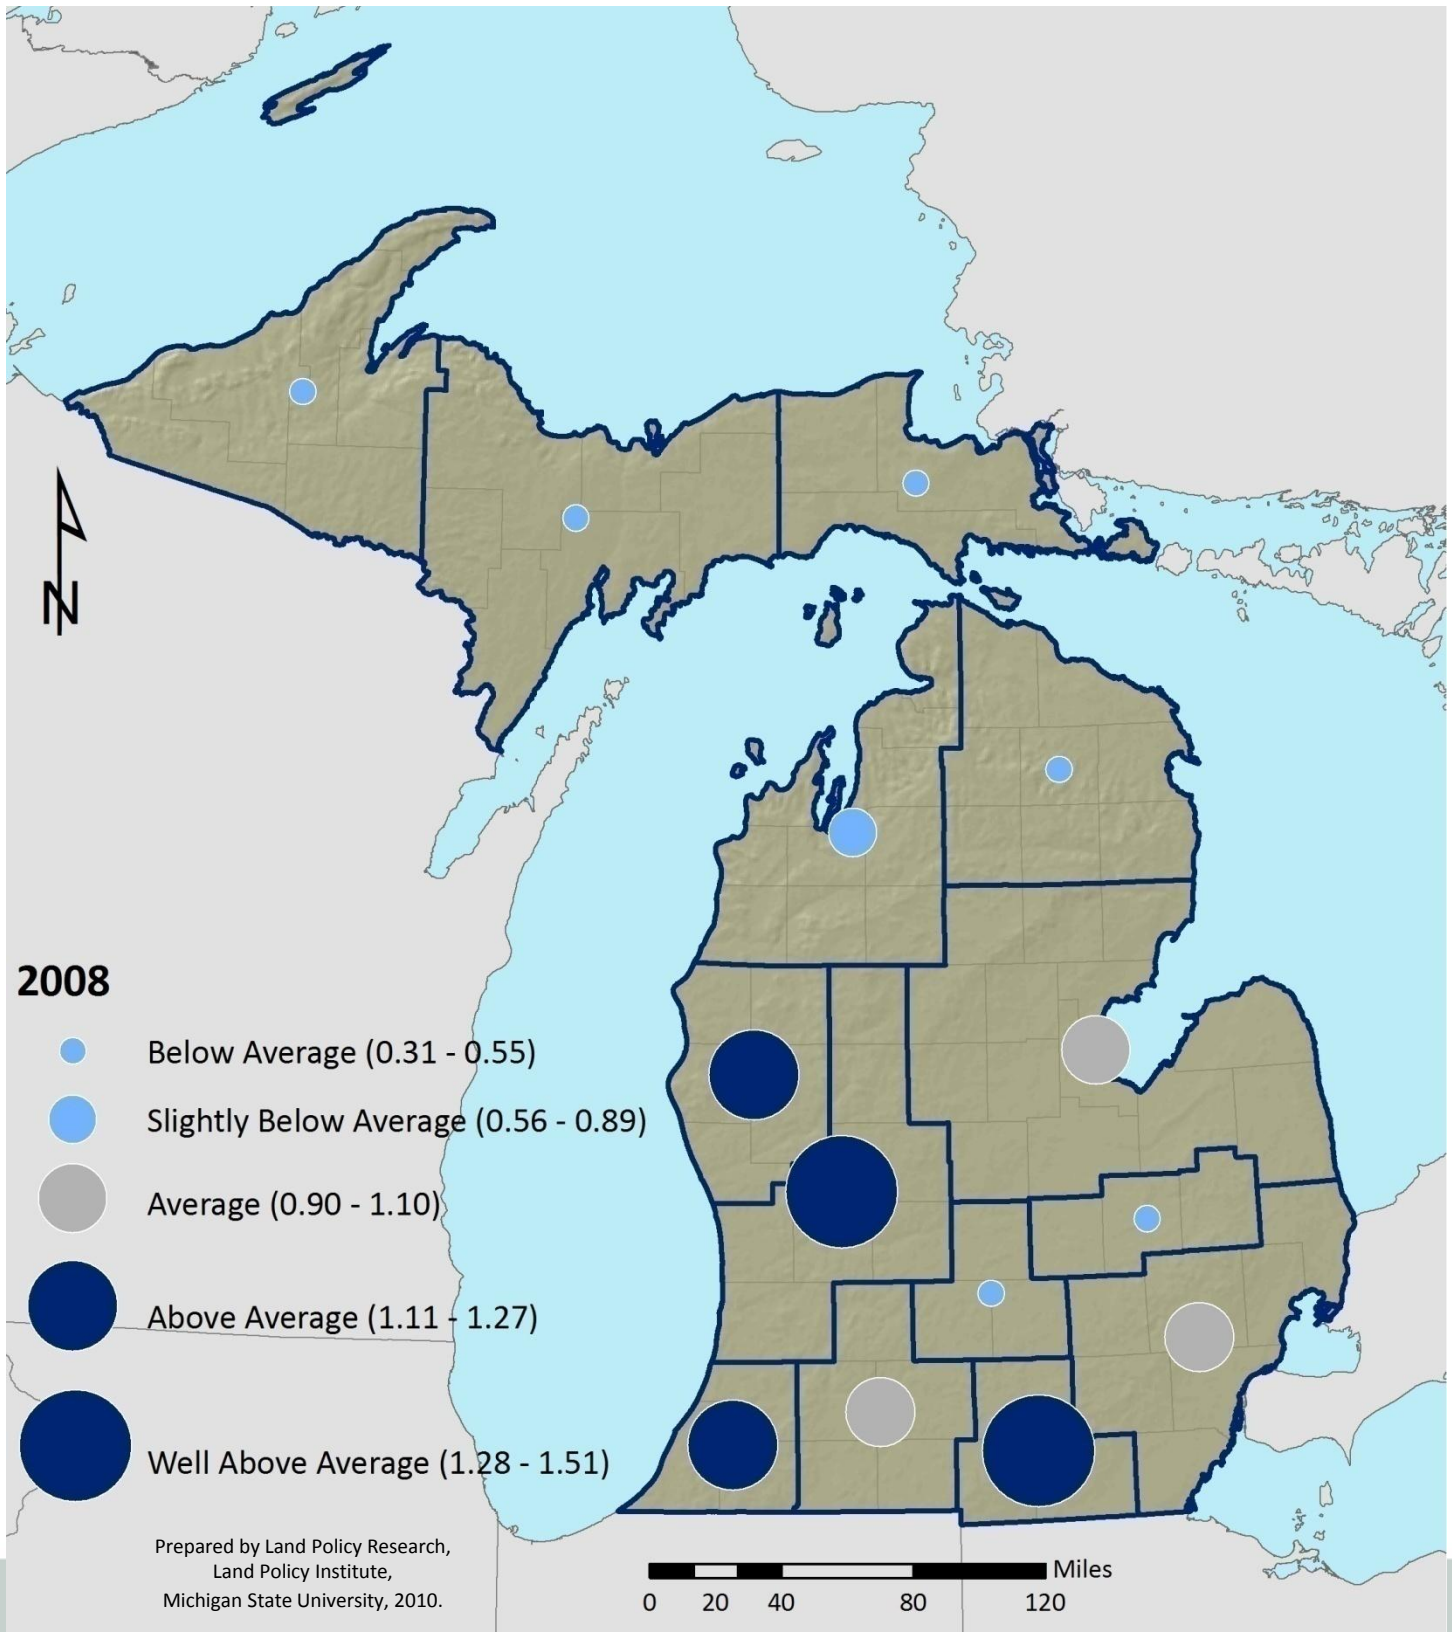 N
2008
Below Average (0.31 - 0.55)
Slightly Below Average (0.56 - 0.89)
Average (0.90 - 1.10)
Above Average (1.11 - 1.27)
Well Above Average (1.28 - 1.51)
Prepared by Land Policy Research,
Land Policy Institute,
Michigan State University, 2010.
Miles
0 20 40 80 120